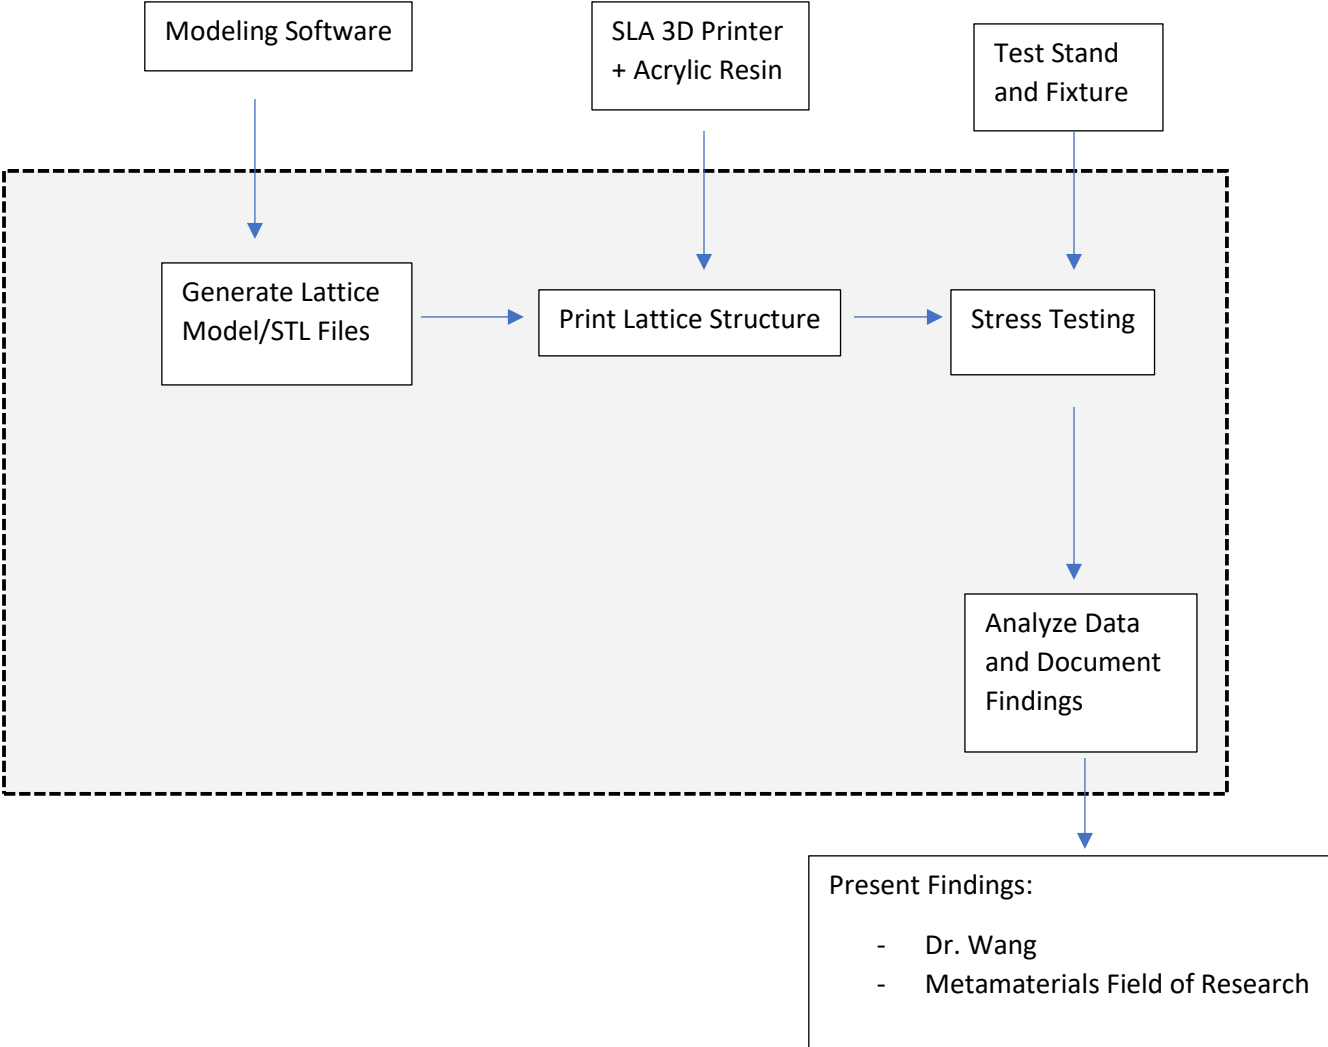 Modeling Software
SLA 3D Printer
+ Acrylic Resin
Test Stand
and Fixture
Generate Lattice
Model/STL Files
Print Lattice Structure
Stress Testing
Analyze Data
and Document
Findings
Present Findings:
- Dr. Wang
- Metamaterials Field of Research